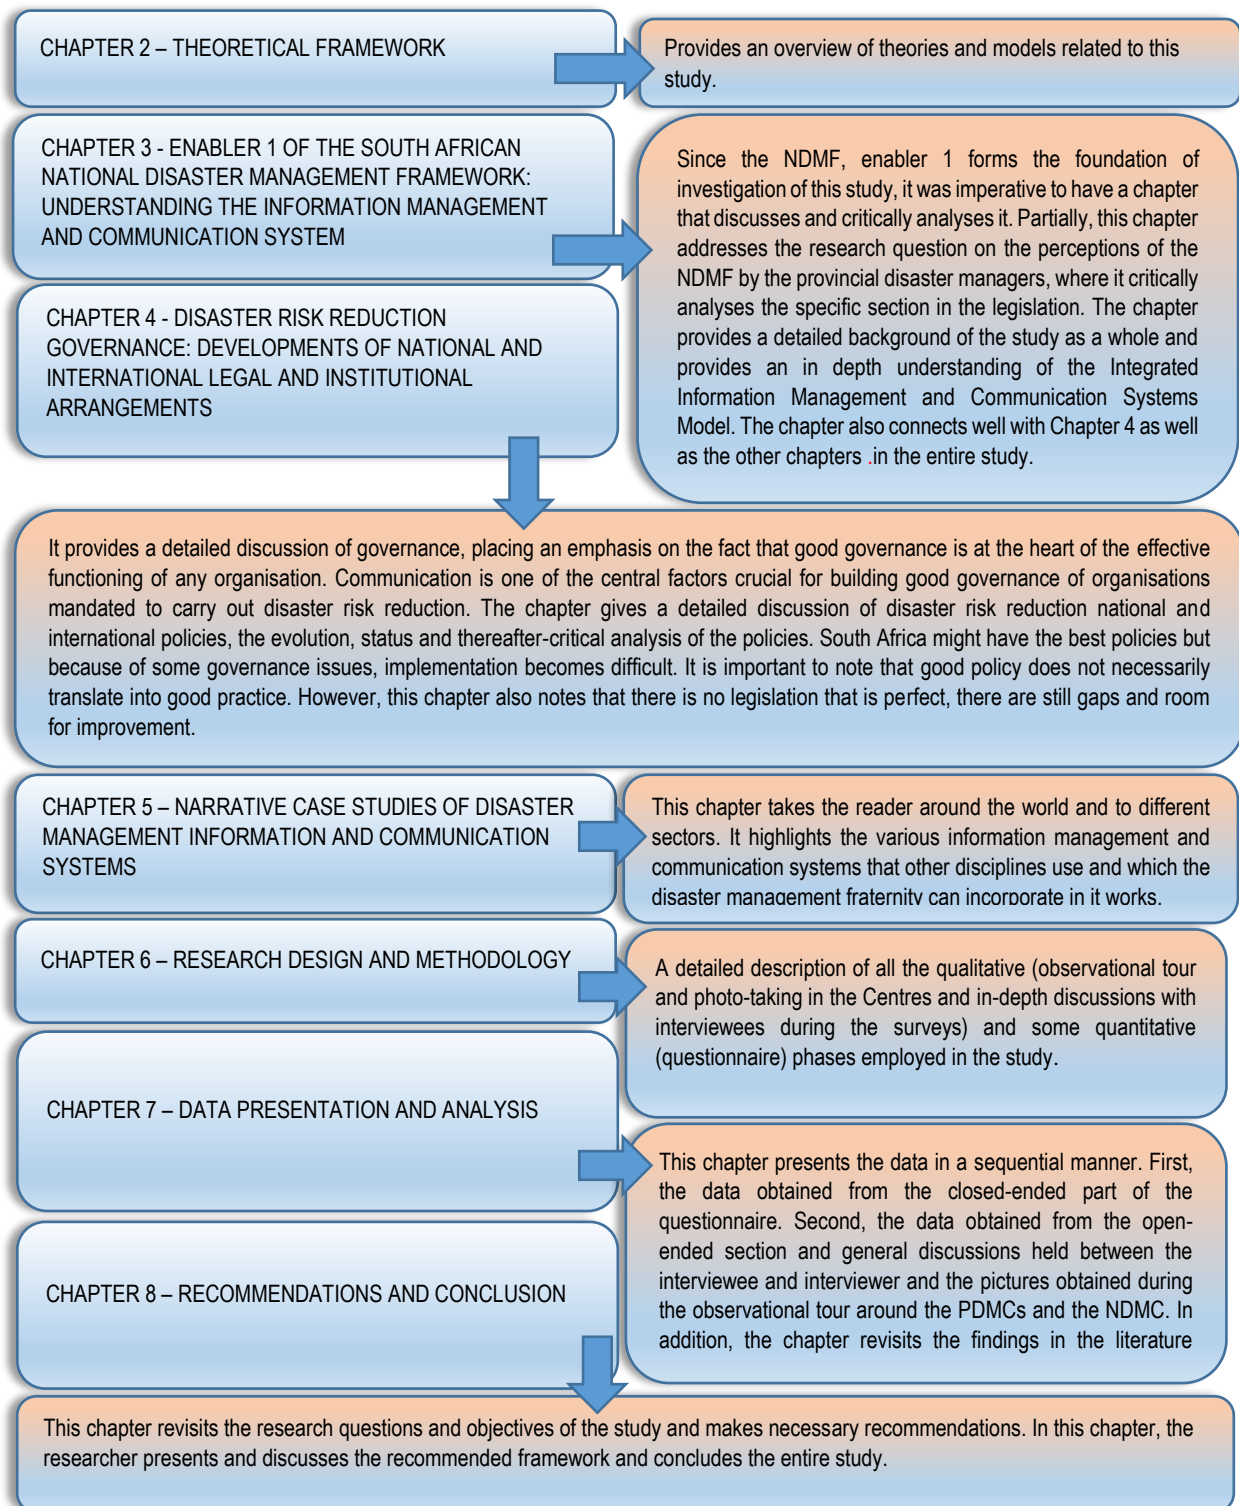 CHAPTER 2 – THEORETICAL FRAMEWORK
Provides an overview of theories and models related to this
study.
CHAPTER 3 - ENABLER 1 OF THE SOUTH AFRICAN
NATIONAL DISASTER MANAGEMENT FRAMEWORK:
UNDERSTANDING THE INFORMATION MANAGEMENT
AND COMMUNICATION SYSTEM
Since the NDMF, enabler 1 forms the foundation of
investigation of this study, it was imperative to have a chapter
that discusses and critically analyses it. Partially, this chapter
addresses the research question on the perceptions of the
NDMF by the provincial disaster managers, where it critically
analyses the specific section in the legislation. The chapter
provides a detailed background of the study as a whole and
provides an in depth understanding of the Integrated
Information Management and Communication Systems
Model. The chapter also connects well with Chapter 4 as well
as the other chapters .in the entire study.
CHAPTER 4 - DISASTER RISK REDUCTION
GOVERNANCE: DEVELOPMENTS OF NATIONAL AND
INTERNATIONAL LEGAL AND INSTITUTIONAL
ARRANGEMENTS
It provides a detailed discussion of governance, placing an emphasis on the fact that good governance is at the heart of the effective
functioning of any organisation. Communication is one of the central factors crucial for building good governance of organisations
mandated to carry out disaster risk reduction. The chapter gives a detailed discussion of disaster risk reduction national and
international policies, the evolution, status and thereafter-critical analysis of the policies. South Africa might have the best policies but
because of some governance issues, implementation becomes difficult. It is important to note that good policy does not necessarily
translate into good practice. However, this chapter also notes that there is no legislation that is perfect, there are still gaps and room
for improvement.
CHAPTER 5 – NARRATIVE CASE STUDIES OF DISASTER
MANAGEMENT INFORMATION AND COMMUNICATION
SYSTEMS
This chapter takes the reader around the world and to different
sectors. It highlights the various information management and
communication systems that other disciplines use and which the
disaster management fraternity can incorporate in it works.
CHAPTER 6 – RESEARCH DESIGN AND METHODOLOGY
A detailed description of all the qualitative (observational tour
and photo-taking in the Centres and in-depth discussions with
interviewees during the surveys) and some quantitative
(questionnaire) phases employed in the study.
CHAPTER 7 – DATA PRESENTATION AND ANALYSIS
This chapter presents the data in a sequential manner. First,
the data obtained from the closed-ended part of the
questionnaire. Second, the data obtained from the open-
ended section and general discussions held between the
interviewee and interviewer and the pictures obtained during
the observational tour around the PDMCs and the NDMC. In
addition, the chapter revisits the findings in the literature
CHAPTER 8 – RECOMMENDATIONS AND CONCLUSION
This chapter revisits the research questions and objectives of the study and makes necessary recommendations. In this chapter, the
researcher presents and discusses the recommended framework and concludes the entire study.